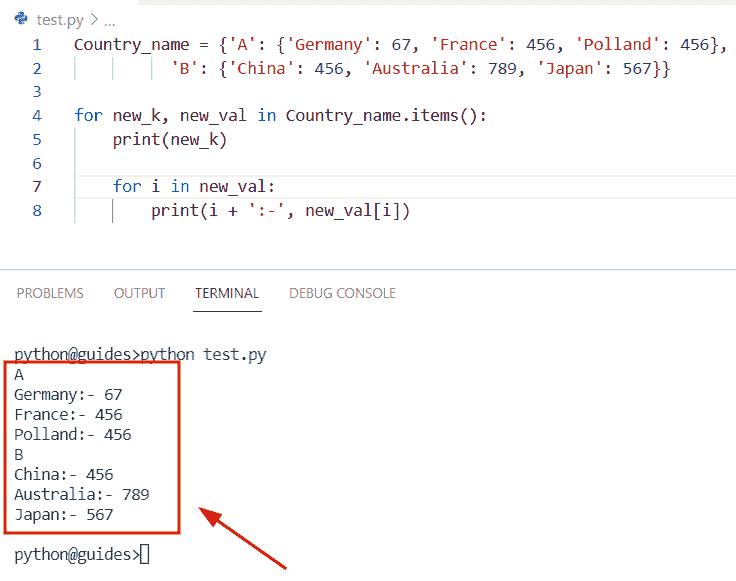 test.py > ...
1 Country_name = {'A': {'Germany': 67, 'France': 456, 'Polland': 456},
2 'B': {'China': 456, 'Australia': 789, 'Japan': 567}}
3
4 for new_k, new_val in Country_name.items():
5 print(new_k)
6
7 for i in new_val:
8 print(i + ':-', new_val[i])
PROBLEMS OUTPUT TERMINAL DEBUG CONSOLE
python@guides>python test.py
A
Germany:- 67
France:- 456
Polland:- 456
B
China:- 456
Australia:- 789
Japan:- 567
python@guides>